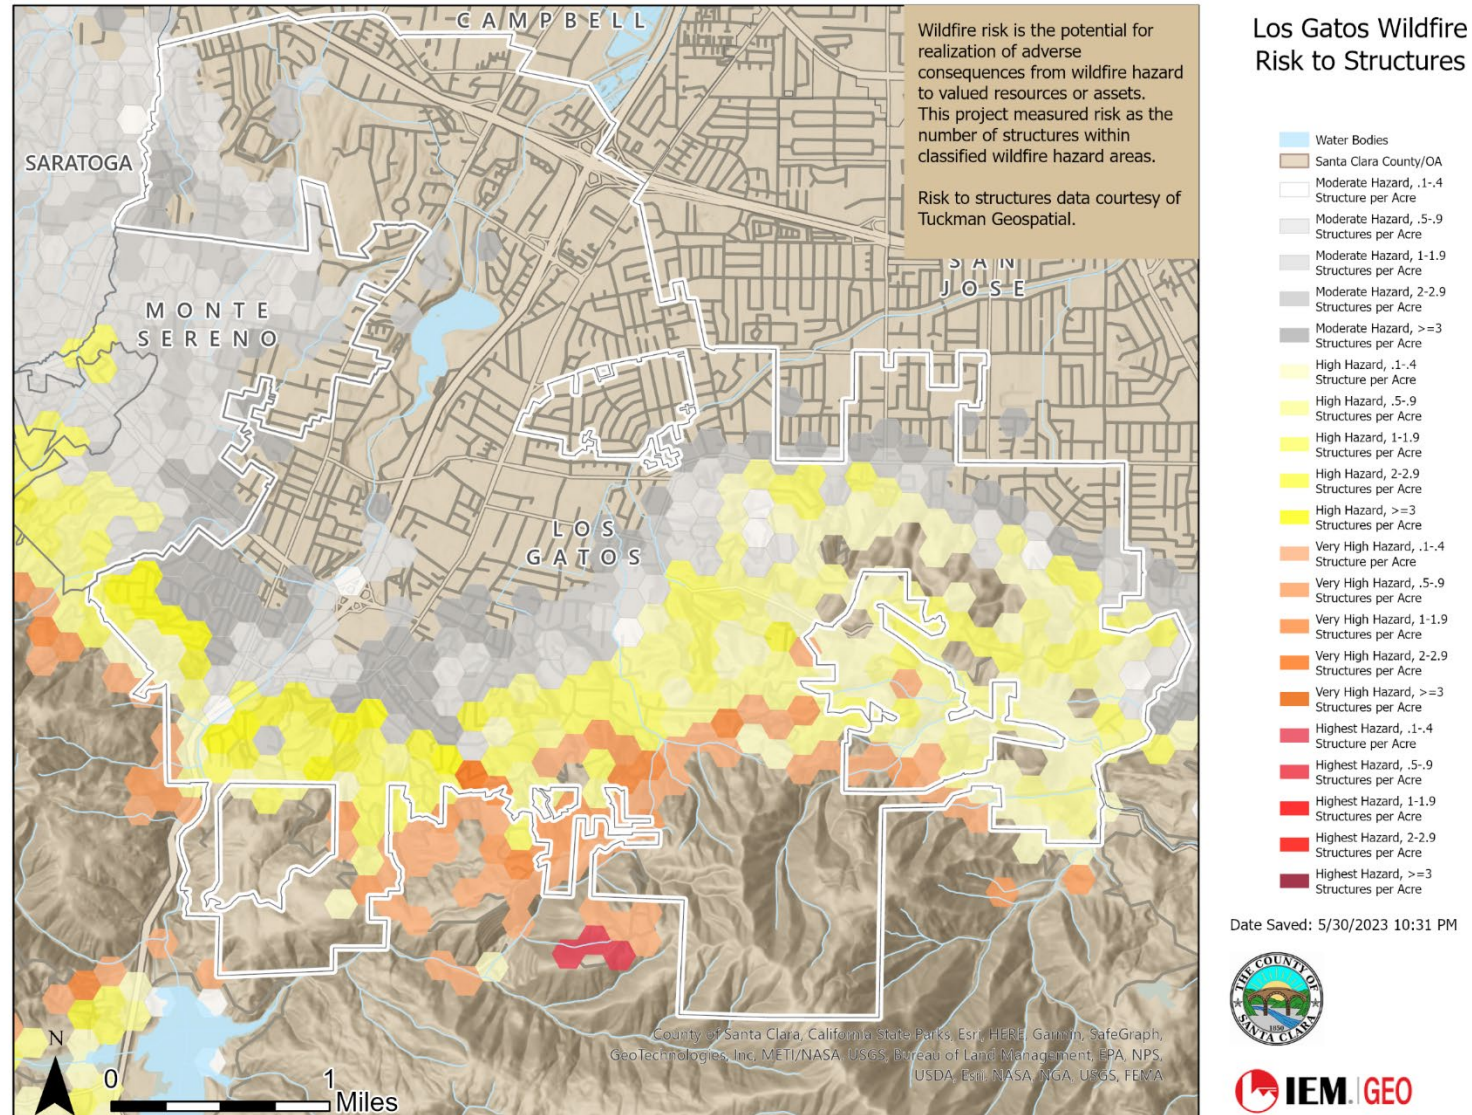 CAMPBELL
Wildfire risk is the potential for
realization of adverse
consequences from wildfire hazard
to valued resources or assets.
This project measured risk as the
number of structures within
classified wildfire hazard areas.
Risk to structures data courtesy of
Tuckman Geospatial.
SARATOGA
SAN
JOSE
MONTE
SERENO
LOS
GATOS
County of Santa Clara, California State Parks, Esri, HERE, Garmin, SafeGraph,
GeoTechnologies, Inc, METI/NASA, USGS, Bureau of Land Management, EPA, NPS,
USDA, Esri, NASA, NGA, USGS, FEMA
N
0 1
Miles
Los Gatos Wildfire
Risk to Structures
Water Bodies
Santa Clara County/OA
Moderate Hazard, .1-.4
Structure per Acre
Moderate Hazard, .5-.9
Structures per Acre
Moderate Hazard, 1-1.9
Structures per Acre
Moderate Hazard, 2-2.9
Structures per Acre
Moderate Hazard, >=3
Structures per Acre
High Hazard, .1-.4
Structure per Acre
High Hazard, .5-.9
Structures per Acre
High Hazard, 1-1.9
Structures per Acre
High Hazard, 2-2.9
Structures per Acre
High Hazard, >=3
Structures per Acre
Very High Hazard, .1-.4
Structure per Acre
Very High Hazard, .5-.9
Structures per Acre
Very High Hazard, 1-1.9
Structures per Acre
Very High Hazard, 2-2.9
Structures per Acre
Very High Hazard, >=3
Structures per Acre
Highest Hazard, .1-.4
Structure per Acre
Highest Hazard, .5-.9
Structures per Acre
Highest Hazard, 1-1.9
Structures per Acre
Highest Hazard, 2-2.9
Structures per Acre
Highest Hazard, >=3
Structures per Acre
Date Saved: 5/30/2023 10:31 PM
THE COUNTY OF
SANTA CLARA
1850
IEM GEO